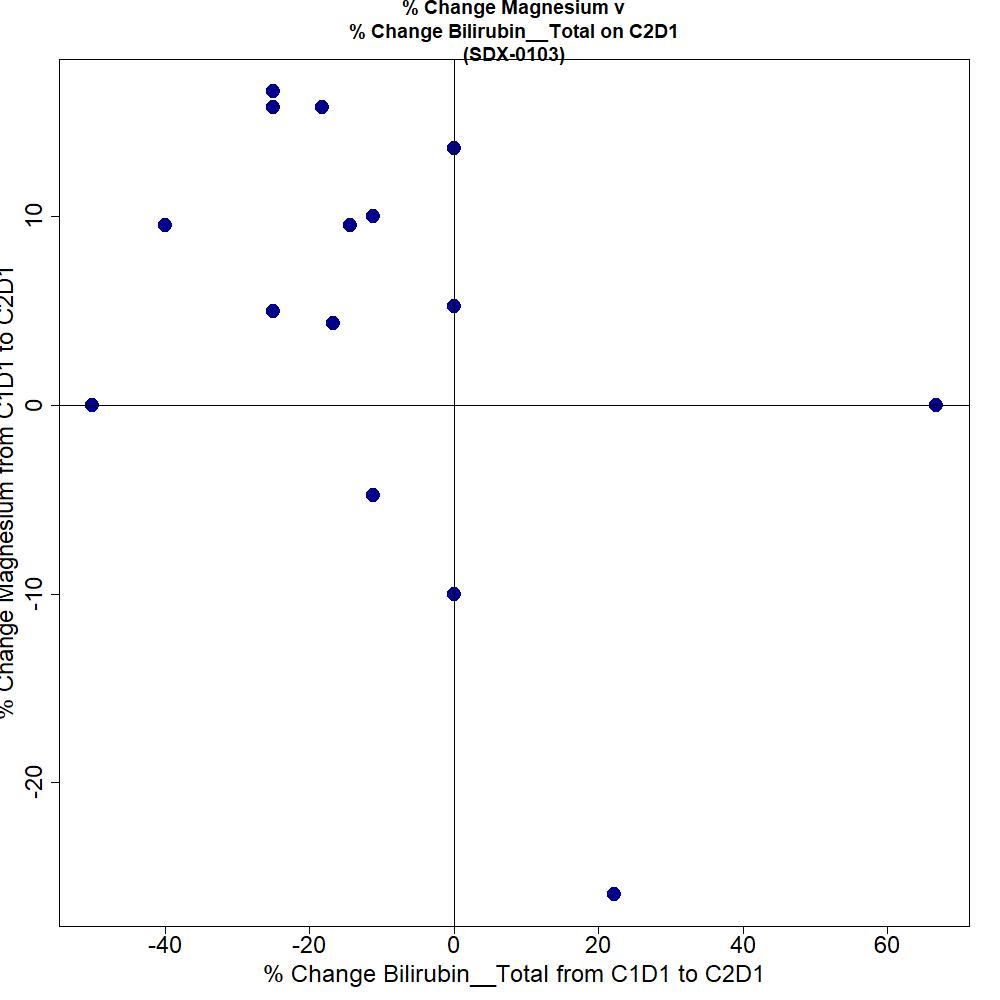 % Change Magnesium v
% Change Bilirubin__Total on C2D1
(SDX-0103)
% Change Magnesium from C1D1 to C2D1
10
0
-10
-20
-40
-20
0
20
40
60
% Change Bilirubin__Total from C1D1 to C2D1